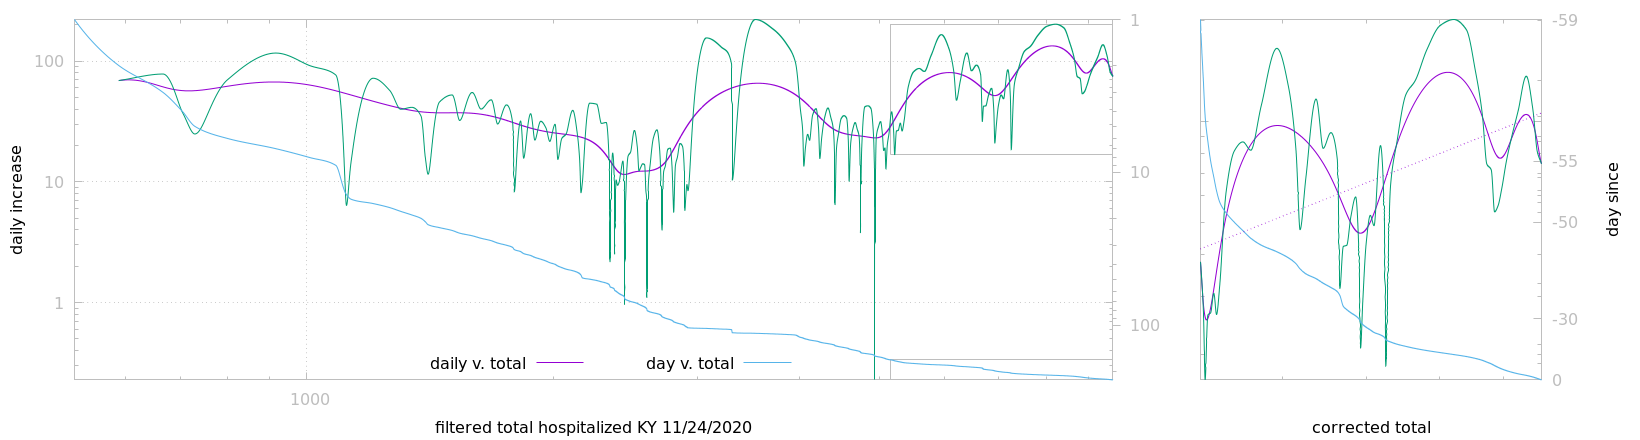 100
10
1
daily increase
1000
daily v. total
day v. total
filtered total hospitalized KY 11/24/2020
1
10
100
-59
-55
-50
-30
0
day since
corrected total